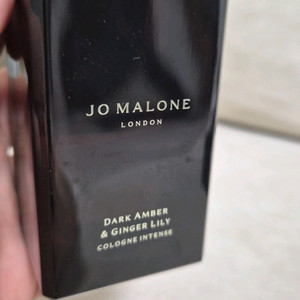 JO MALONE
LONDON
DARK AMBER
& GINGER LILY
COLOGNE INTENSE